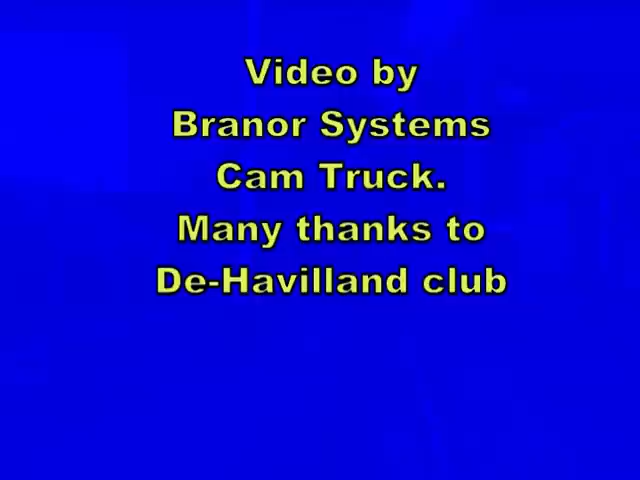 Video by
Branor Systems
Cam Truck.
Many thanks to
De-Havilland club